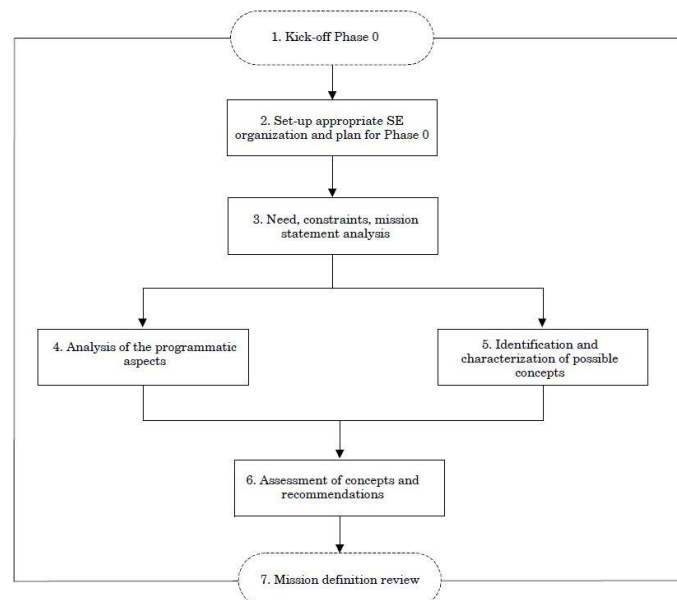 1. Kick-off Phase 0
2. Set-up appropriate SE
organization and plan for Phase 0
3. Need, constraints, mission
statement analysis
4. Analysis of the programmatic
aspects
5. Identification and
characterization of possible
concepts
6. Assessment of concepts and
recommendations
7. Mission definition review